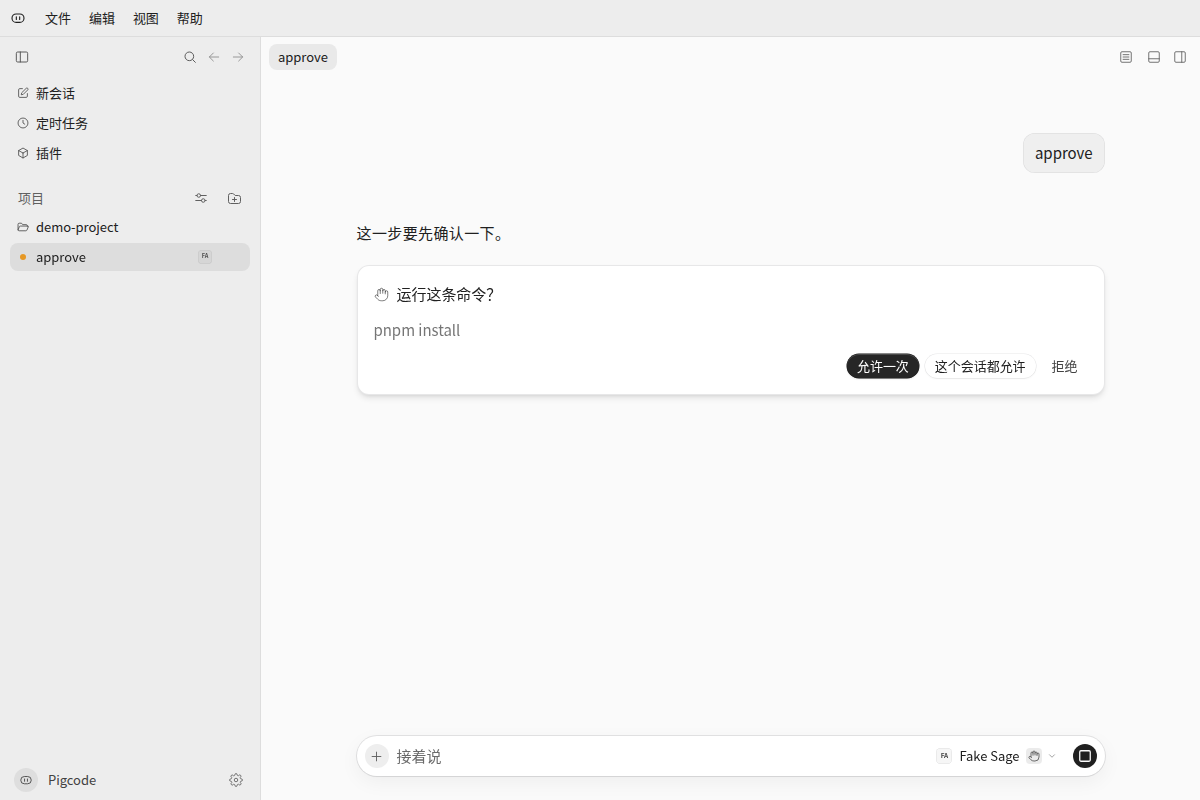 文件 编辑 视图 帮助
approve
新会话
定时任务
插件
项目
demo-project
approve FA
approve
这一步要先确认一下。
运行这条命令？
pnpm install
允许一次 这个会话都允许 拒绝
接着说 FA Fake Sage
Pigcode